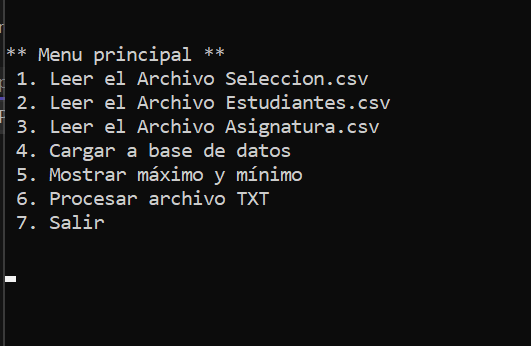 ** Menu principal **
1. Leer el Archivo Seleccion.csv
2. Leer el Archivo Estudiantes.csv
3. Leer el Archivo Asignatura.csv
4. Cargar a base de datos
5. Mostrar máximo y mínimo
6. Procesar archivo TXT
7. Salir